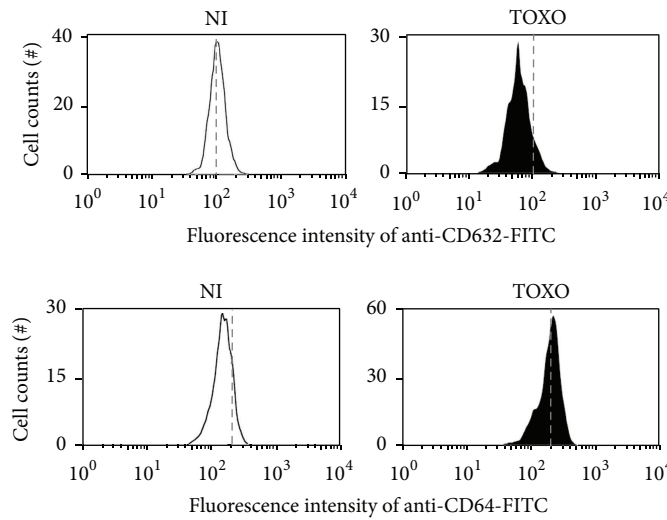 NI
TOXO
Cell counts (#)
40
20
0
10⁰ 10¹ 10² 10³ 10⁴
30
15
0
10⁰ 10¹ 10² 10³ 10⁴
Fluorescence intensity of anti-CD632-FITC
NI
TOXO
Cell counts (#)
30
15
0
10⁰ 10¹ 10² 10³ 10⁴
60
30
0
10⁰ 10¹ 10² 10³ 10⁴
Fluorescence intensity of anti-CD64-FITC